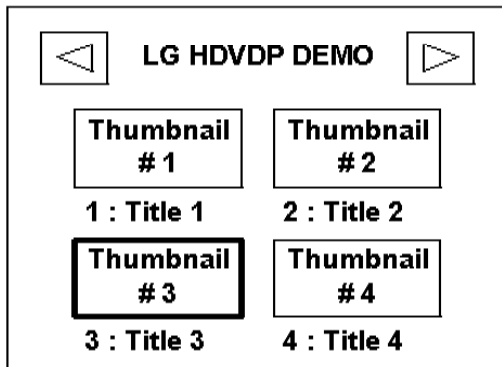 LG HDVDP DEMO
Thumbnail
# 1
Thumbnail
# 2
1 : Title 1
2 : Title 2
Thumbnail
# 3
Thumbnail
# 4
3 : Title 3
4 : Title 4